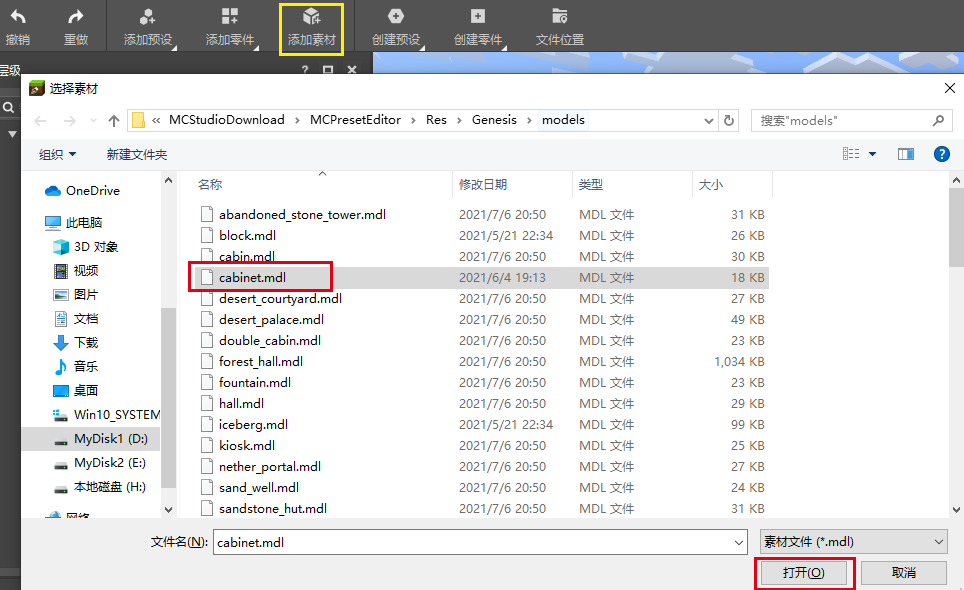 撤销 重做 添加预设 添加零件 添加素材 创建预设 创建零件 文件位置
层级 ?
选择素材
« MCStudioDownload › MCPresetEditor › Res › Genesis › models 搜索"models"
组织 新建文件夹
名称 修改日期 类型 大小
OneDrive
此电脑
3D 对象
视频
图片
文档
下载
音乐
桌面
Win10_SYSTEM
MyDisk1 (D:)
MyDisk2 (E:)
本地磁盘 (H:)
网络
abandoned_stone_tower.mdl 2021/7/6 20:50 MDL 文件 31 KB
block.mdl 2021/5/21 22:34 MDL 文件 26 KB
cabin.mdl 2021/7/6 20:50 MDL 文件 30 KB
cabinet.mdl 2021/6/4 19:13 MDL 文件 18 KB
desert_courtyard.mdl 2021/7/6 20:50 MDL 文件 27 KB
desert_palace.mdl 2021/7/6 20:50 MDL 文件 49 KB
double_cabin.mdl 2021/7/6 20:50 MDL 文件 23 KB
forest_hall.mdl 2021/7/6 20:50 MDL 文件 1,034 KB
fountain.mdl 2021/7/6 20:50 MDL 文件 23 KB
hall.mdl 2021/7/6 20:50 MDL 文件 29 KB
iceberg.mdl 2021/5/21 22:34 MDL 文件 99 KB
kiosk.mdl 2021/7/6 20:50 MDL 文件 25 KB
nether_portal.mdl 2021/7/6 20:50 MDL 文件 27 KB
sand_well.mdl 2021/7/6 20:50 MDL 文件 24 KB
sandstone_hut.mdl 2021/7/6 20:50 MDL 文件 31 KB
文件名(N): cabinet.mdl 素材文件 (*.mdl)
打开(O) 取消